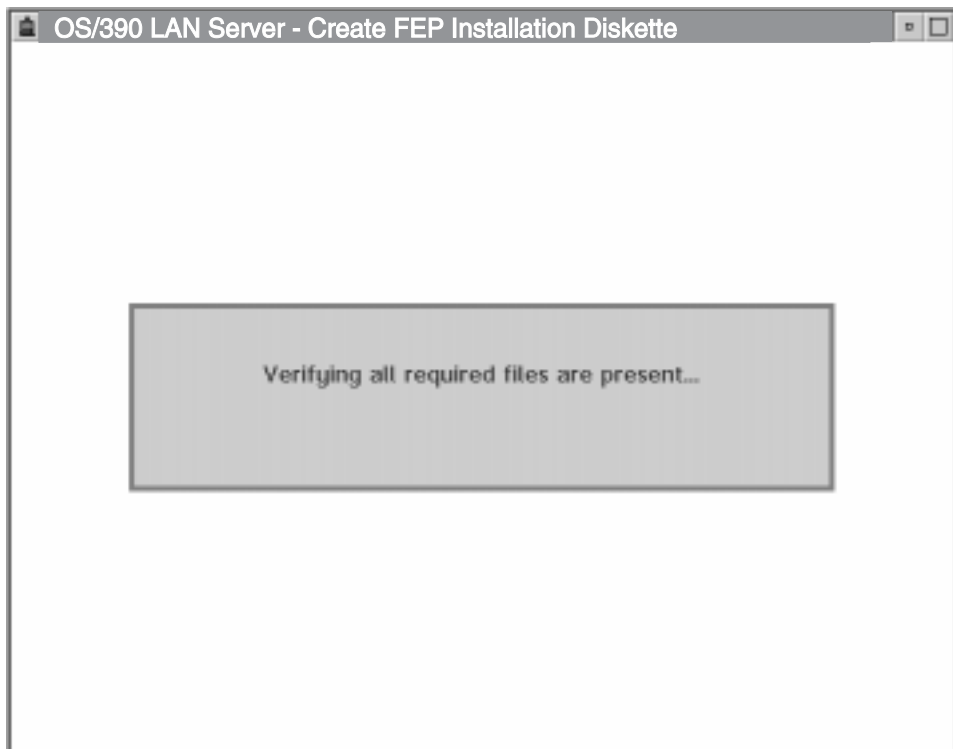 OS/390 LAN Server - Create FEP Installation Diskette
Verifying all required files are present...